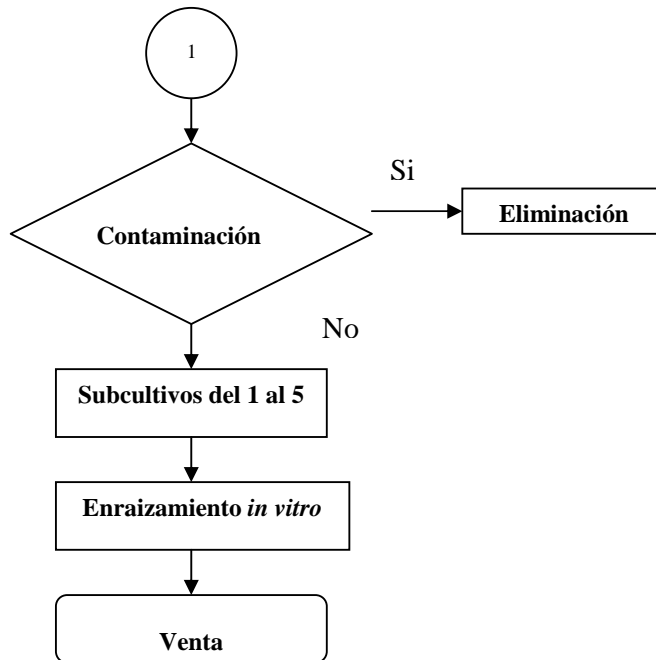 1
Si
Eliminación
Contaminación
No
Subcultivos del 1 al 5
Enraizamiento in vitro
Venta